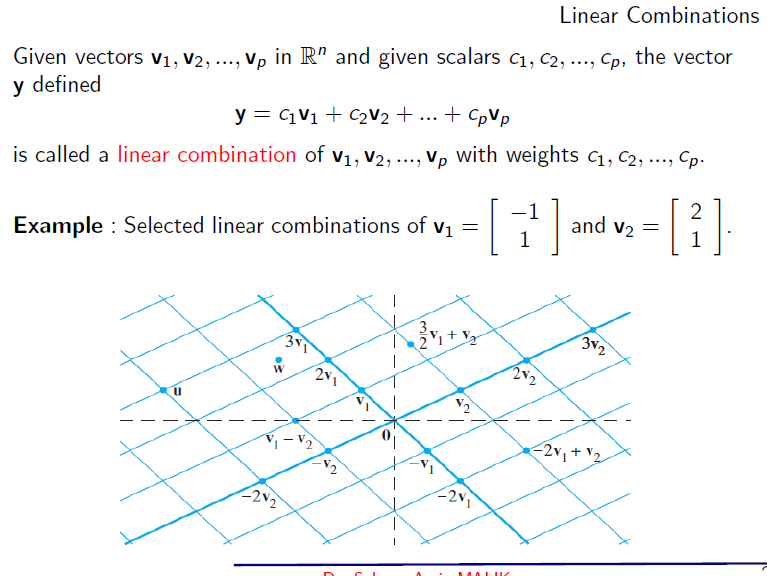 Linear Combinations
Given vectors v₁, v₂, ..., vₚ in ℝⁿ and given scalars c₁, c₂, ..., cₚ, the vector
y defined
y = c₁v₁ + c₂v₂ + ... + cₚvₚ
is called a linear combination of v₁, v₂, ..., vₚ with weights c₁, c₂, ..., cₚ.
Example : Selected linear combinations of v₁ = [ −1 1 ] and v₂ = [ 2 1 ].
3v₁
3/2 v₁ + v₂
3v₂
w
2v₁
2v₂
u
v₁
v₂
0
v₁ − v₂
−v₂
−v₁
−2v₁ + v₂
−2v₂
−2v₁